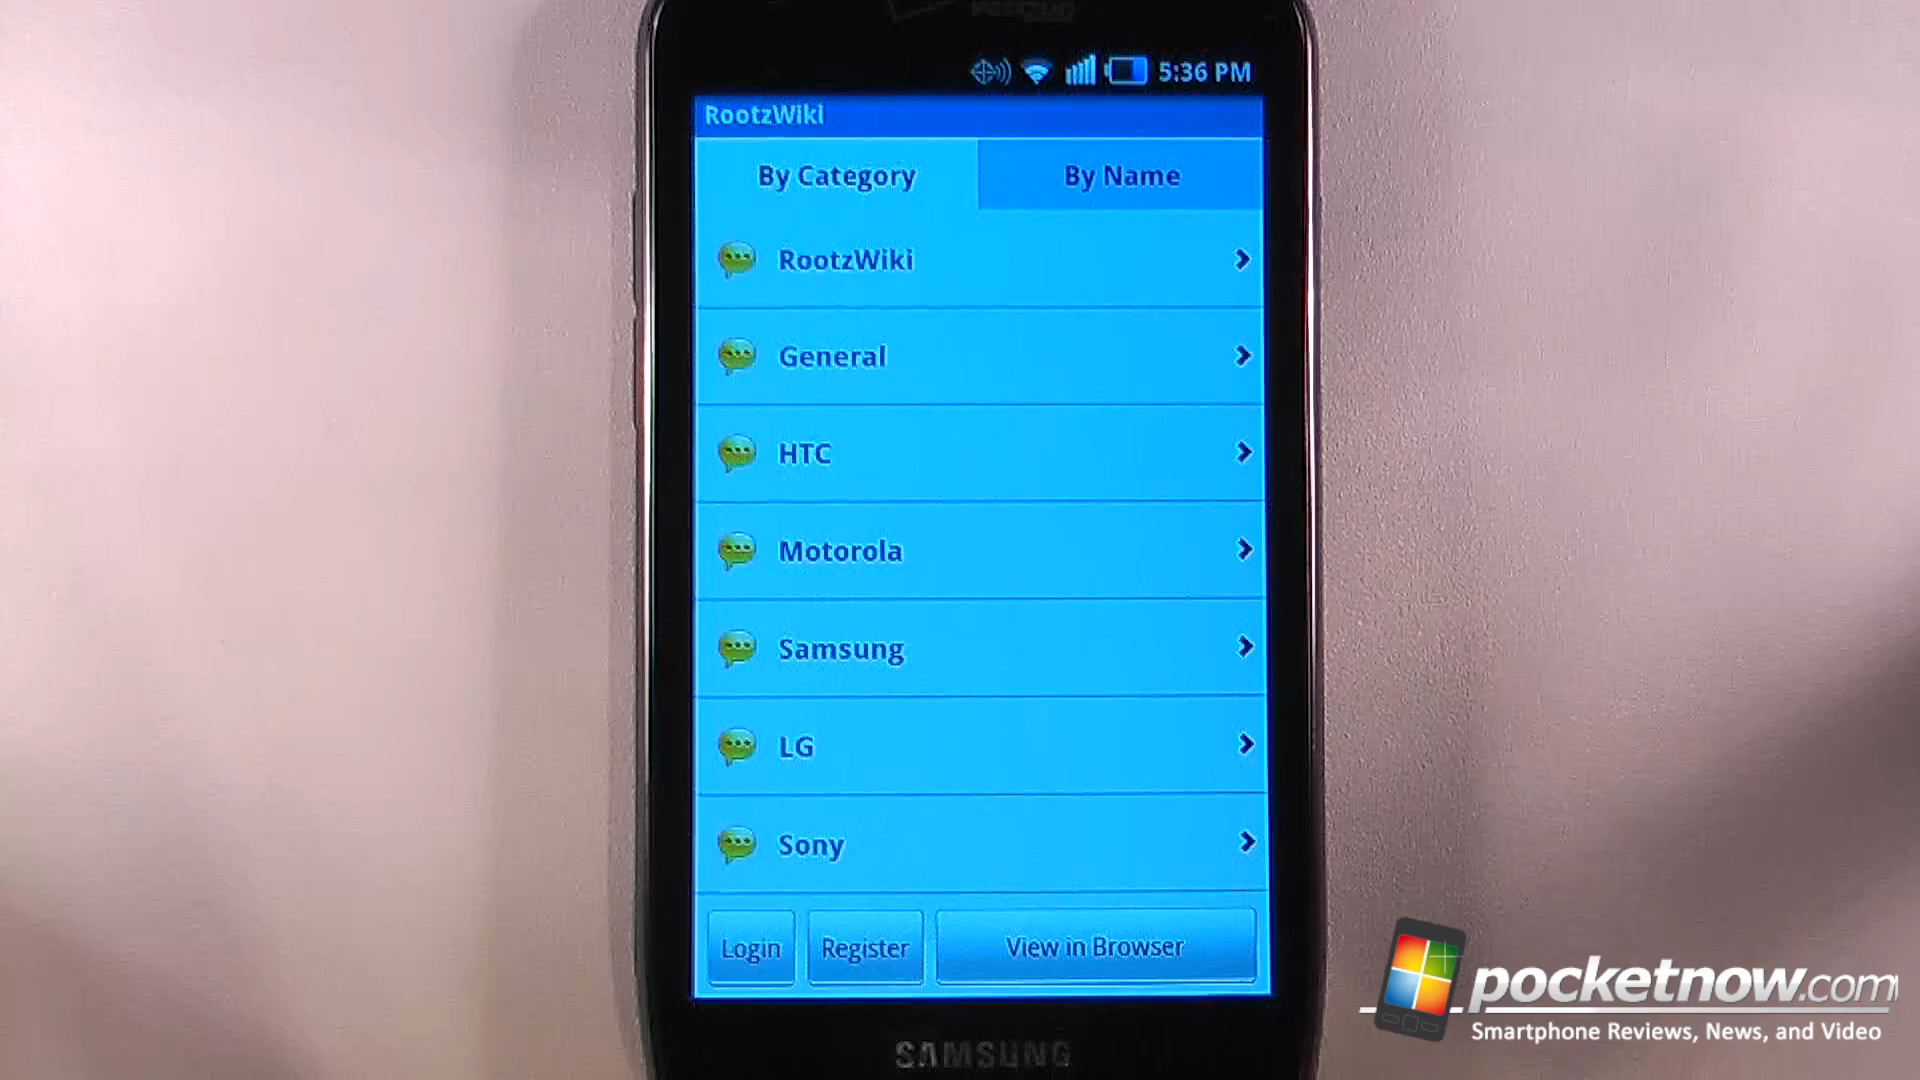 5:36 PM
RootzWiki
By Category By Name
RootzWiki
General
HTC
Motorola
Samsung
LG
Sony
Login Register View in Browser
SAMSUNG
pocketnow.com
Smartphone Reviews, News, and Video